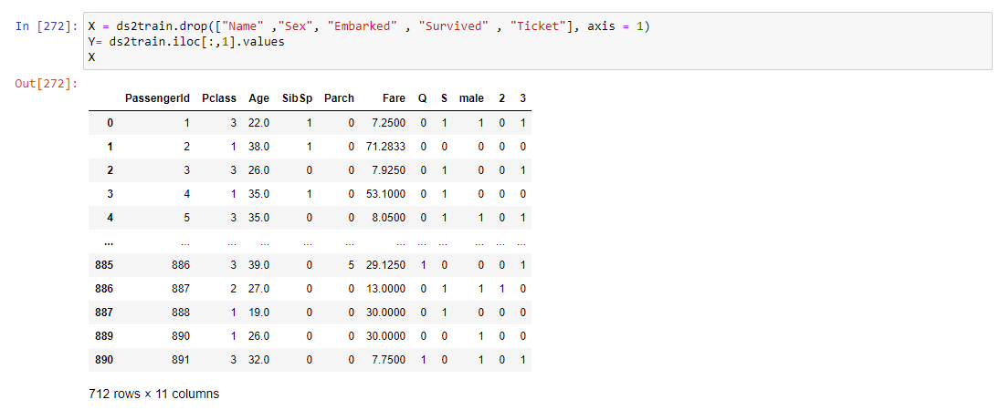 In [272]: X = ds2train.drop(["Name" ,"Sex", "Embarked" , "Survived" , "Ticket"], axis = 1)
Y= ds2train.iloc[:,1].values
X
Out[272]:
PassengerId Pclass Age SibSp Parch Fare Q S male 2 3
0 1 3 22.0 1 0 7.2500 0 1 1 0 1
1 2 1 38.0 1 0 71.2833 0 0 0 0 0
2 3 3 26.0 0 0 7.9250 0 1 0 0 1
3 4 1 35.0 1 0 53.1000 0 1 0 0 0
4 5 3 35.0 0 0 8.0500 0 1 1 0 1
... ... ... ... ... ... ... ... ... ... ... ...
885 886 3 39.0 0 5 29.1250 1 0 0 0 1
886 887 2 27.0 0 0 13.0000 0 1 1 1 0
887 888 1 19.0 0 0 30.0000 0 1 0 0 0
889 890 1 26.0 0 0 30.0000 0 0 1 0 0
890 891 3 32.0 0 0 7.7500 1 0 1 0 1
712 rows × 11 columns